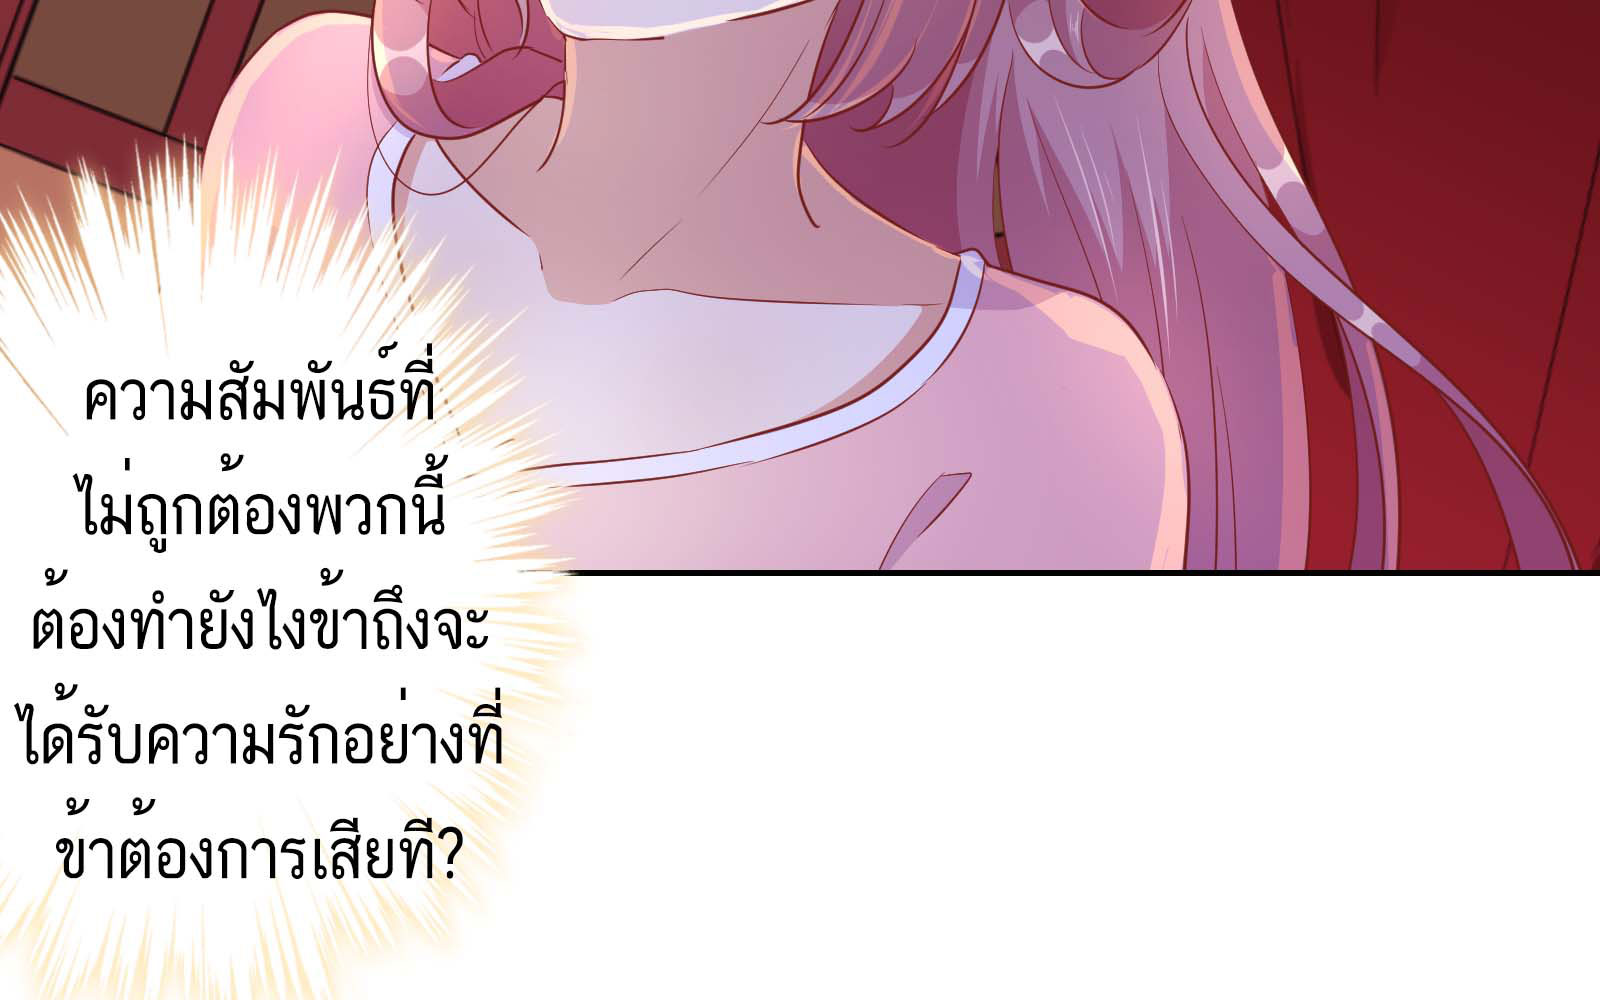 ความสัมพันธ์ที่
ไม่ถูกต้องพวกนี้
ต้องทำยังไงข้าถึงจะ
ได้รับความรักอย่างที่
ข้าต้องการเสียที?